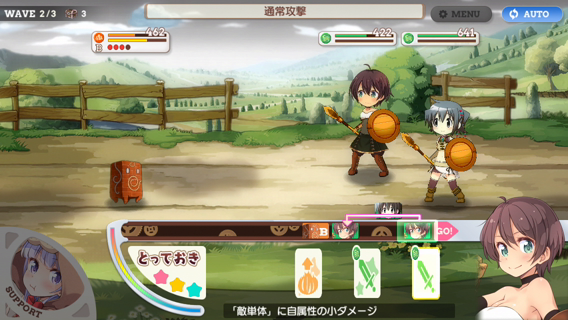 WAVE 2/3
3
通常攻撃
MENU
AUTO
462
422
641
B
B
GO!
とっておき
SUPPORT
「敵単体」に自属性の小ダメージ